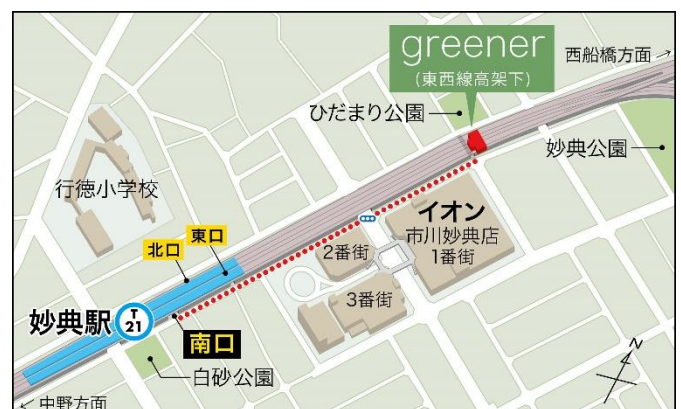 greener
(東西線高架下)
西船橋方面
ひだまり公園
妙典公園
行徳小学校
イオン
市川妙典店
1番街
2番街
3番街
北口
東口
妙典駅
T
21
南口
白砂公園
中野方面
N